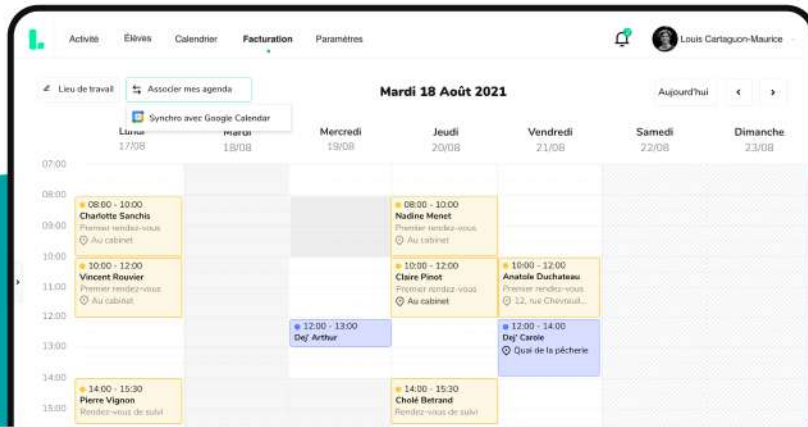 Activité Élèves Calendrier Facturation Paramètres Louis Cartaguon-Maurice
Lieu de travail Associer mes agenda Mardi 18 Août 2021 Aujourd'hui
Synchro avec Google Calendar
Lundi Mardi Mercredi Jeudi Vendredi Samedi Dimanche
17/08 18/08 19/08 20/08 21/08 22/08 23/08
07:00
08:00
08:00 - 10:00 08:00 - 10:00
Charlotte Sanchis Nadine Menet
09:00 Premier rendez-vous Premier rendez-vous
Au cabinet Au cabinet
10:00
10:00 - 12:00 10:00 - 12:00 10:00 - 12:00
Vincent Rouvier Claire Pinot Anatole Duchateau
11:00 Premier rendez-vous Premier rendez-vous Premier rendez-vous
Au cabinet Au cabinet 12, rue Chevreuil...
12:00
12:00 - 13:00 12:00 - 14:00
Dej' Arthur Dej' Carole
13:00 Quai de la pêcherie
14:00
14:00 - 15:30 14:00 - 15:30
Pierre Vignon Cholé Betrand
15:00 Rendez-vous de suivi Rendez-vous de suivi